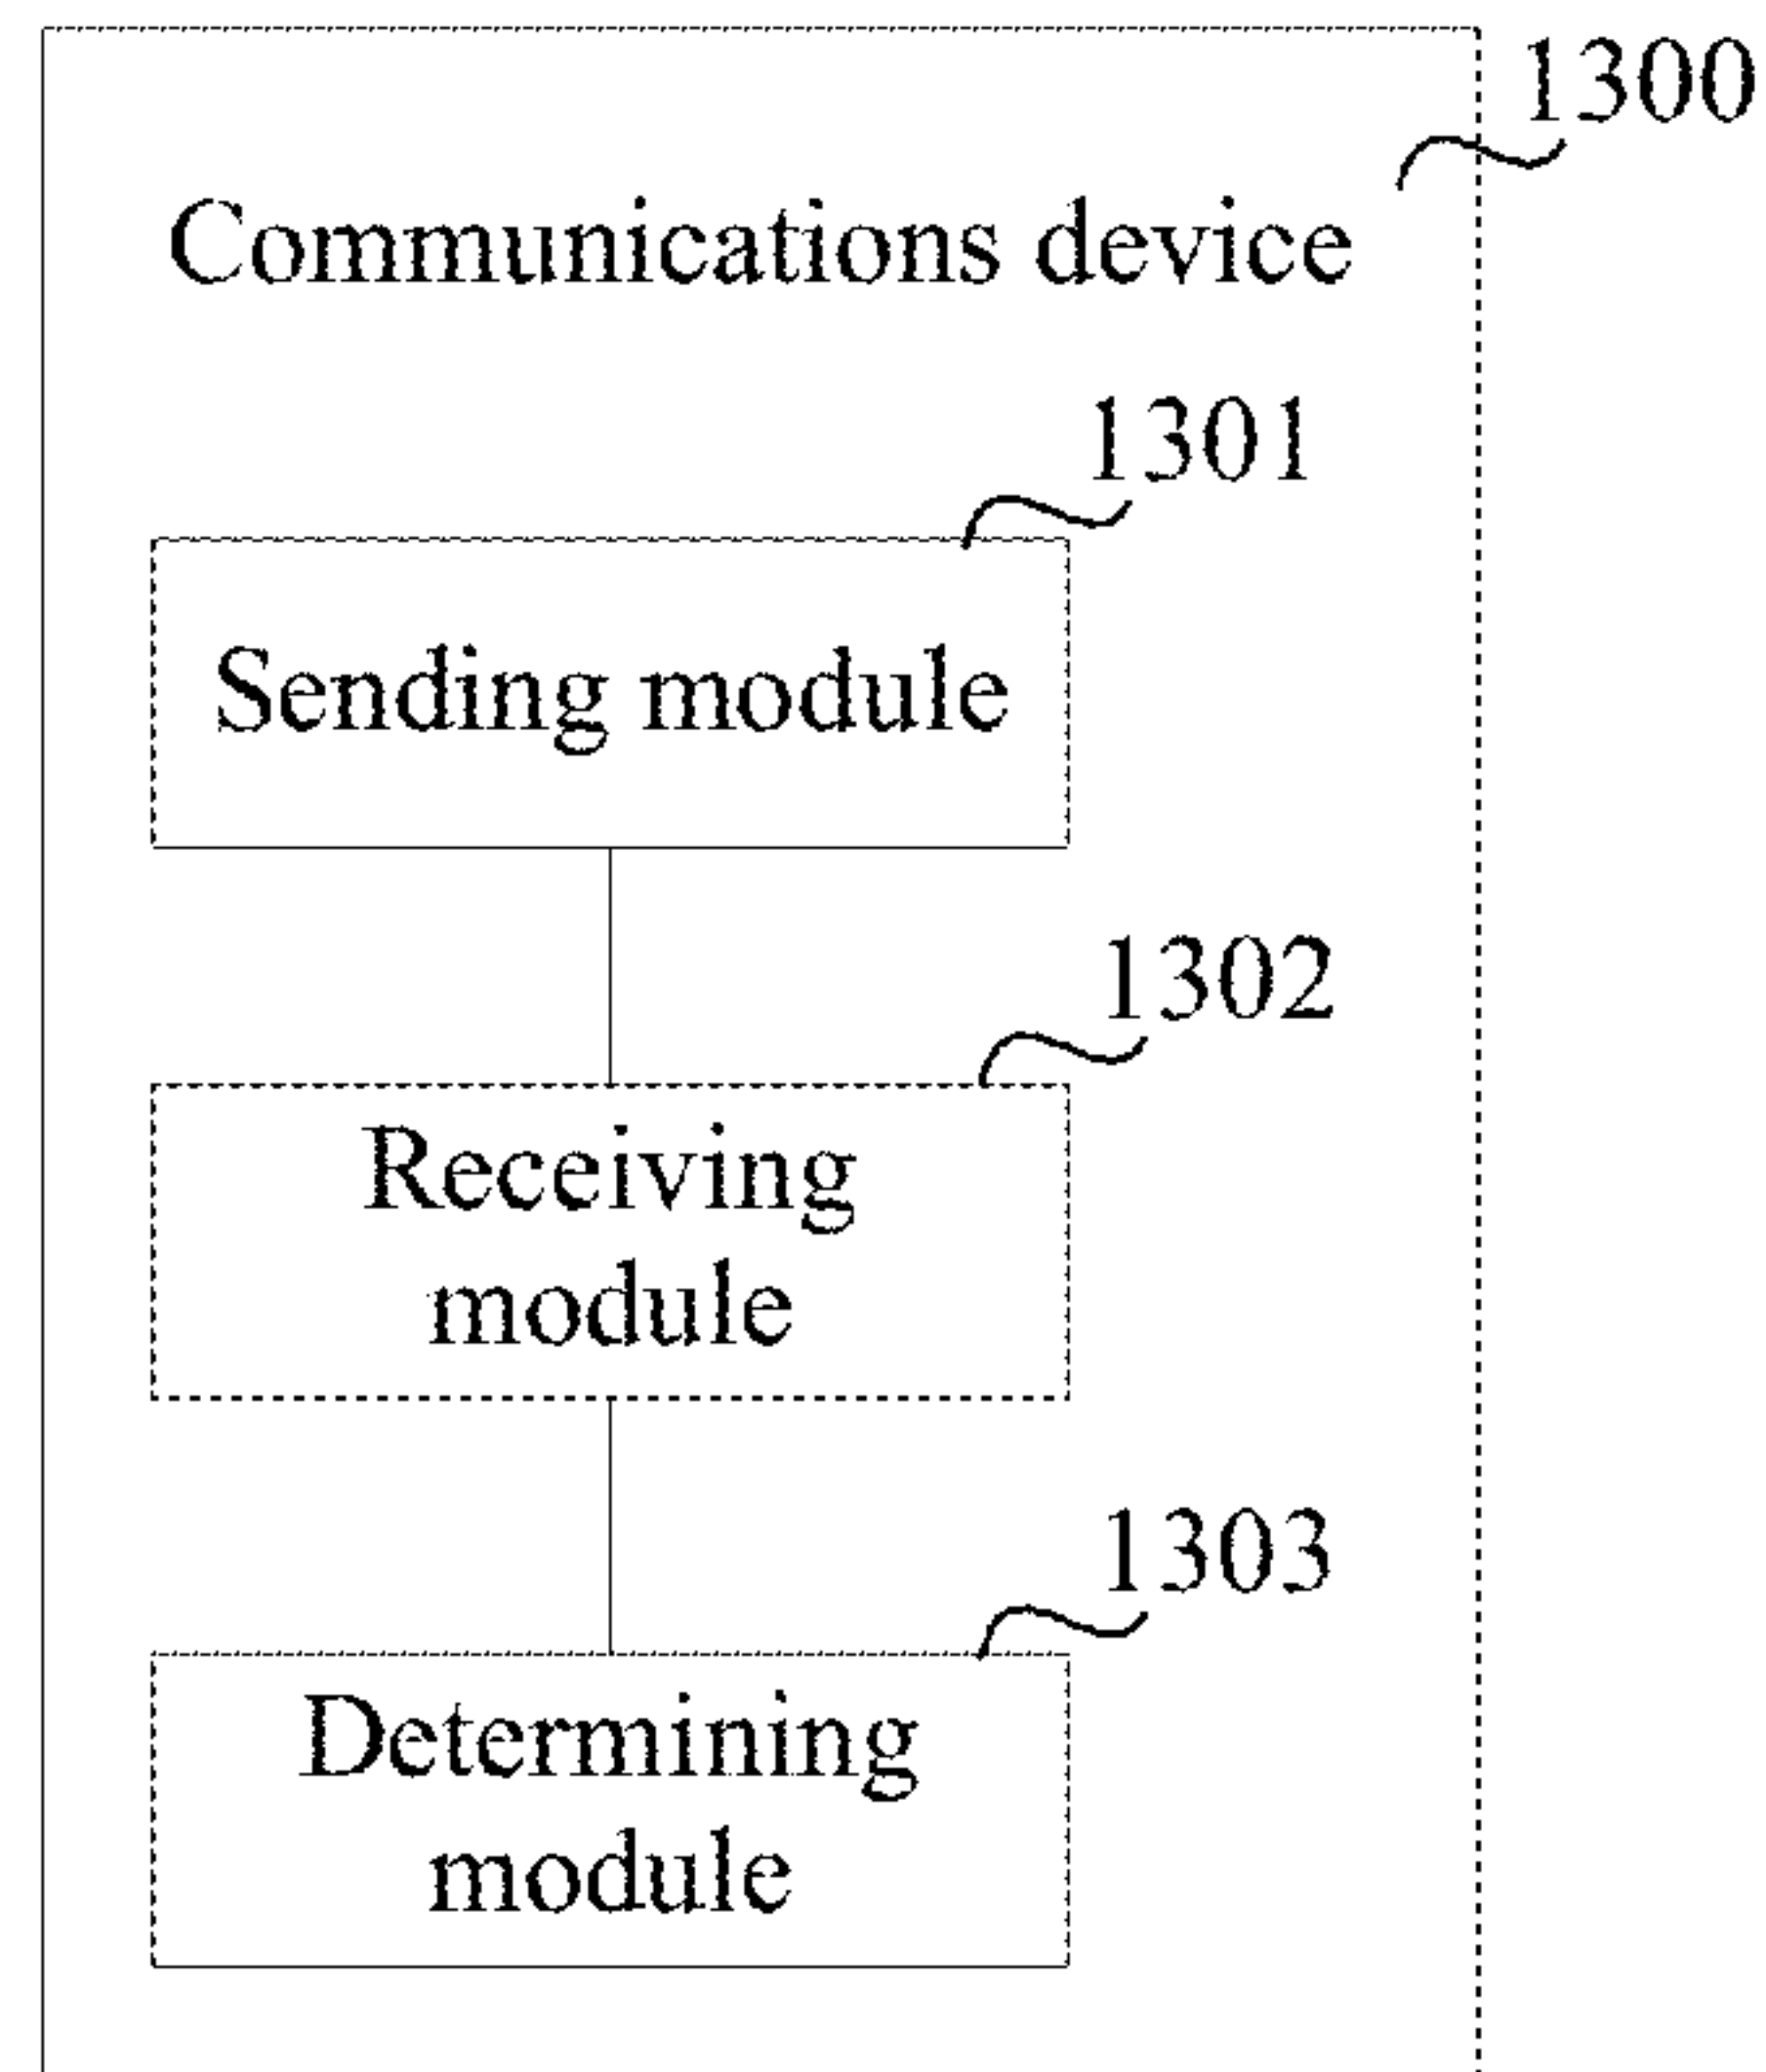 1300
Communications device
1301
Sending module
1302
Receiving
module
1303
Determining
module